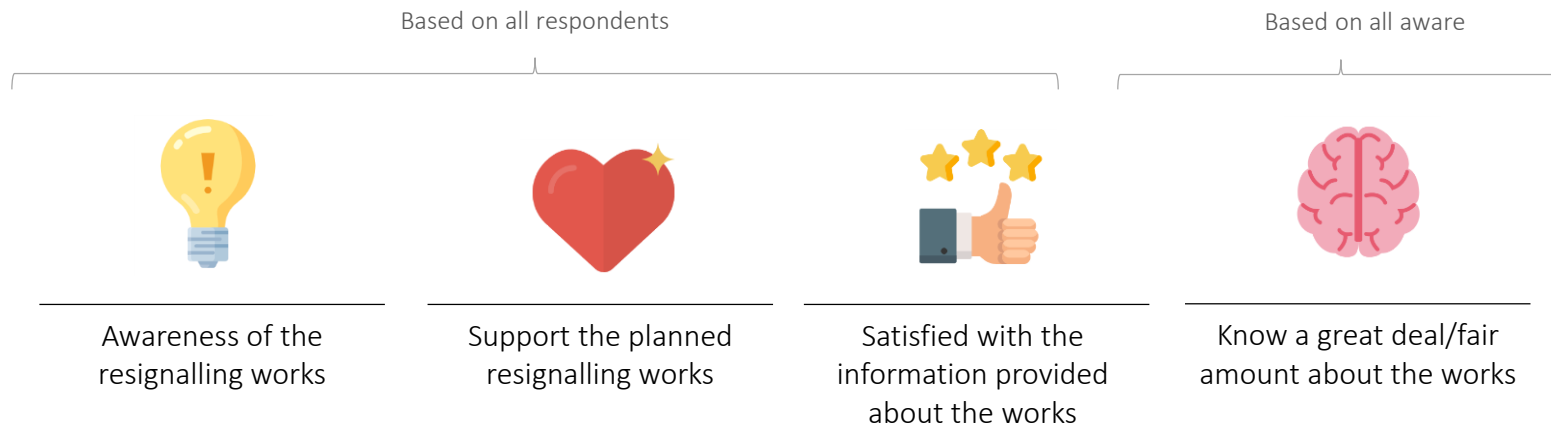 Based on all respondents
Based on all aware
Awareness of the
resignalling works
Support the planned
resignalling works
Satisfied with the
information provided
about the works
Know a great deal/fair
amount about the works